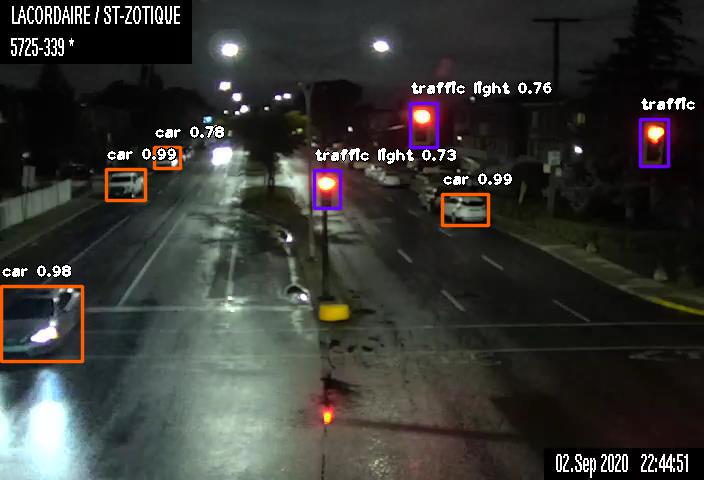 LACORDAIRE / ST-ZOTIQUE
5725-339 *
traffic light 0.76
traffic
car 0.78
car 0.99
traffic light 0.73
car 0.99
car 0.98
02.Sep 2020 22:44:51